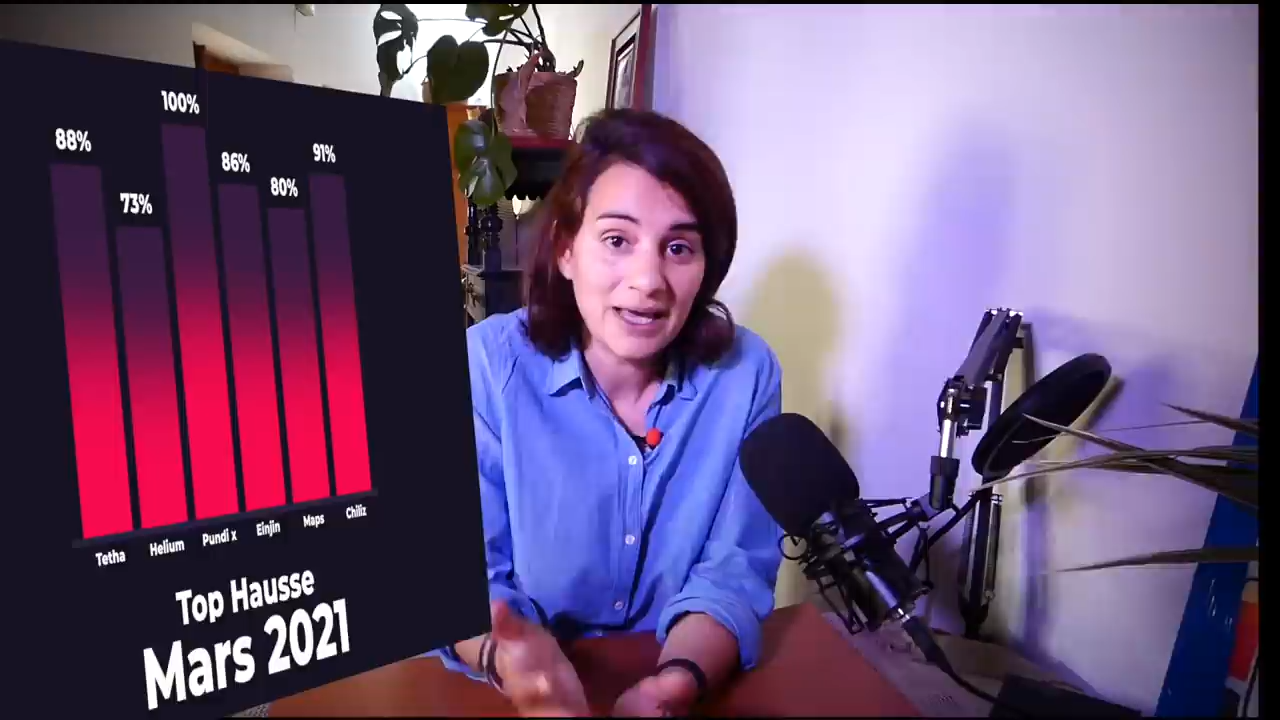 100%
88%
91%
86%
80%
73%
Tetha
Helium
Pundi x
Einjin
Maps
Chiliz
Top Hausse
Mars 2021